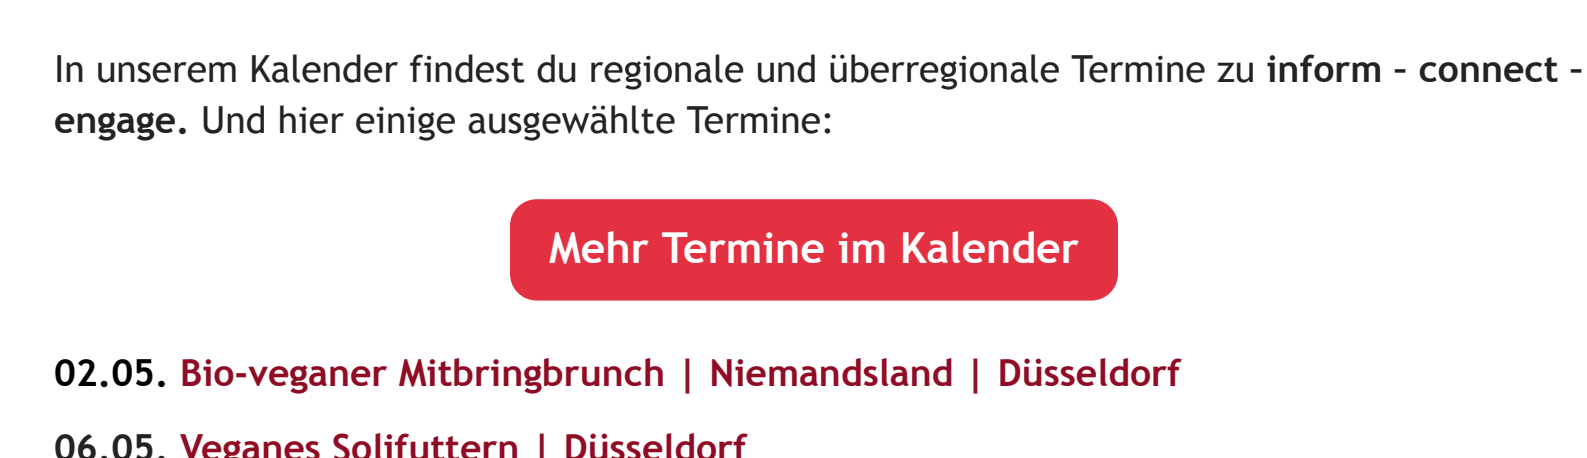 In unserem Kalender findest du regionale und überregionale Termine zu inform – connect –
engage. Und hier einige ausgewählte Termine:
Mehr Termine im Kalender
02.05. Bio-veganer Mitbringbrunch | Niemandsland | Düsseldorf
06.05. Veganes Solifuttern | Düsseldorf